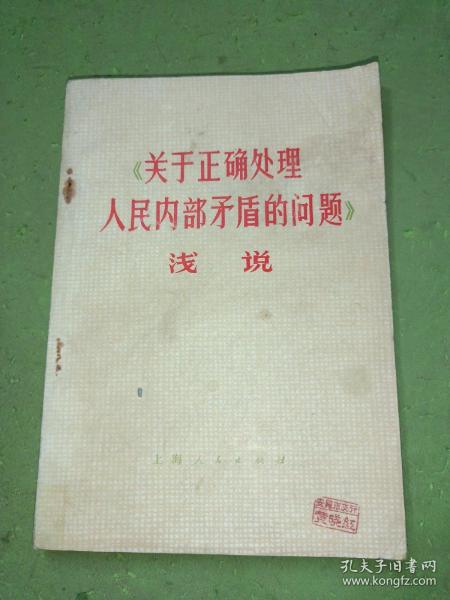 《关于正确处理
人民内部矛盾的问题》
浅说
上海人民出版社
孔夫子旧书网
www.kongfz.com